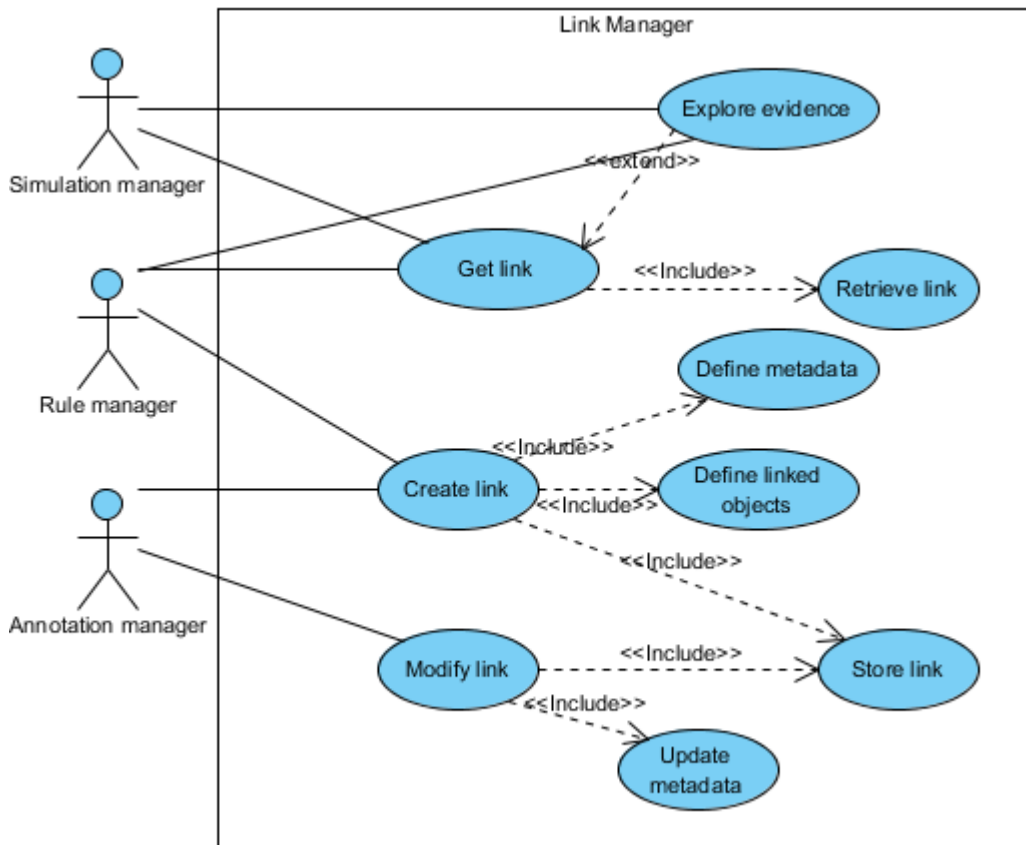 Link Manager
Explore evidence
<<extend>>
Simulation manager
Get link
<<Include>>
Retrieve link
Define metadata
Rule manager
<<Include>>
Create link
Define linked
objects
<<Include>>
<<Include>>
Annotation manager
Modify link
<<Include>>
Store link
<<Include>>
Update
metadata